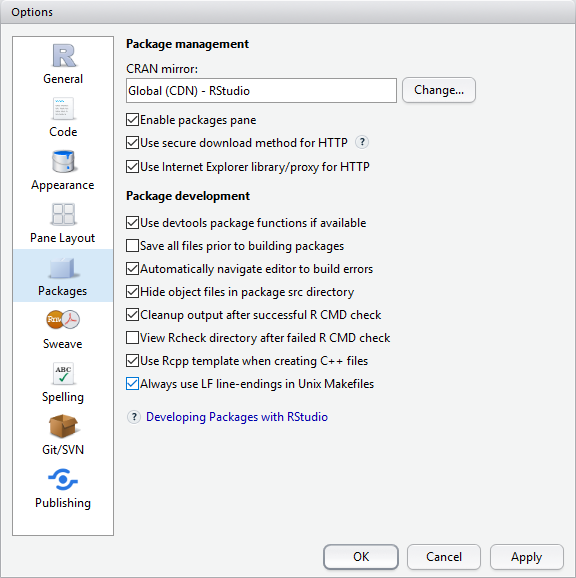 Options
General
Code
Appearance
Pane Layout
Packages
Rnw
Sweave
ABC
Spelling
Git/SVN
Publishing
Package management
CRAN mirror:
Global (CDN) - RStudio
Change...
Enable packages pane
Use secure download method for HTTP ?
Use Internet Explorer library/proxy for HTTP
Package development
Use devtools package functions if available
Save all files prior to building packages
Automatically navigate editor to build errors
Hide object files in package src directory
Cleanup output after successful R CMD check
View Rcheck directory after failed R CMD check
Use Rcpp template when creating C++ files
Always use LF line-endings in Unix Makefiles
? Developing Packages with RStudio
OK
Cancel
Apply